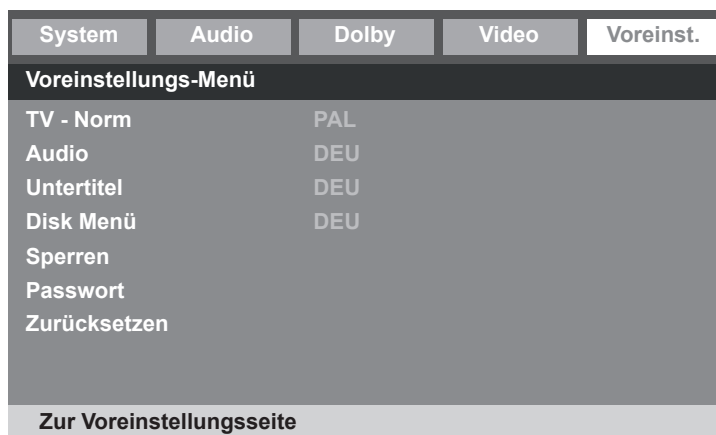 System Audio Dolby Video Voreinst.
Voreinstellungs-Menü
TV - Norm PAL
Audio DEU
Untertitel DEU
Disk Menü DEU
Sperren
Passwort
Zurücksetzen
Zur Voreinstellungsseite